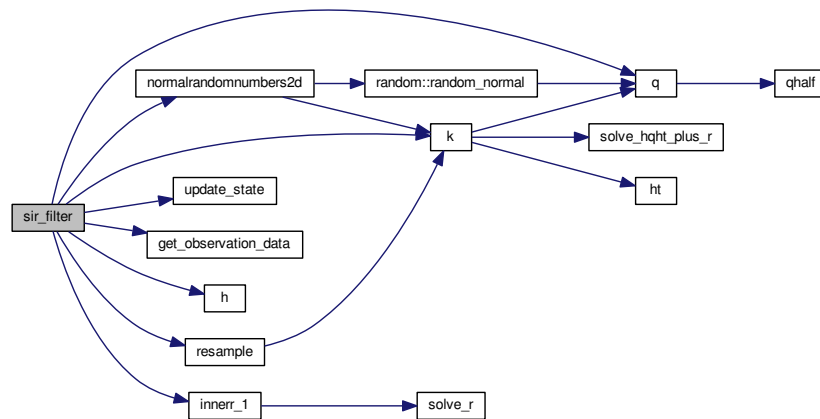 sir_filter
normalrandomnumbers2d
random::random_normal
q
qhalf
k
solve_hqht_plus_r
ht
update_state
get_observation_data
h
resample
innerr_1
solve_r